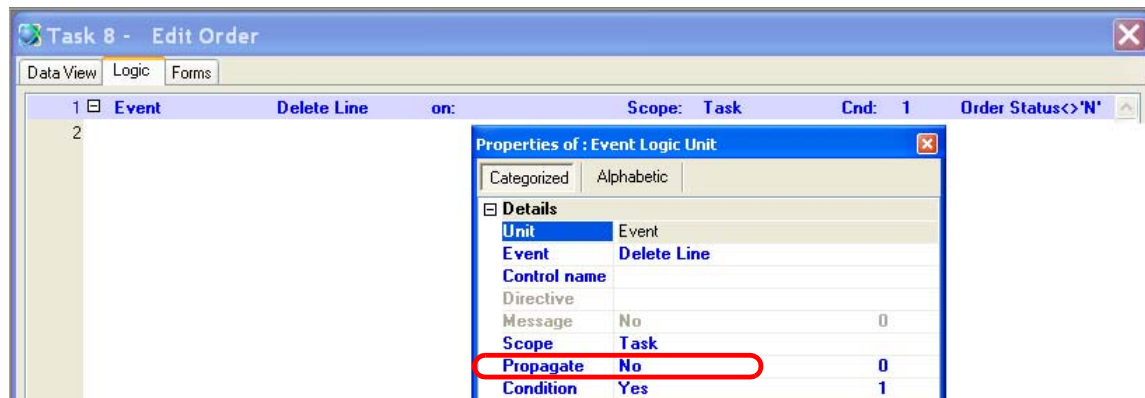 Task 8 - Edit Order
Data View Logic Forms
1 Event Delete Line on: Scope: Task Cnd: 1 Order Status<>'N'
2
Properties of : Event Logic Unit
Categorized Alphabetic
Details
Unit Event
Event Delete Line
Control name
Directive
Message No 0
Scope Task
Propagate No 0
Condition Yes 1